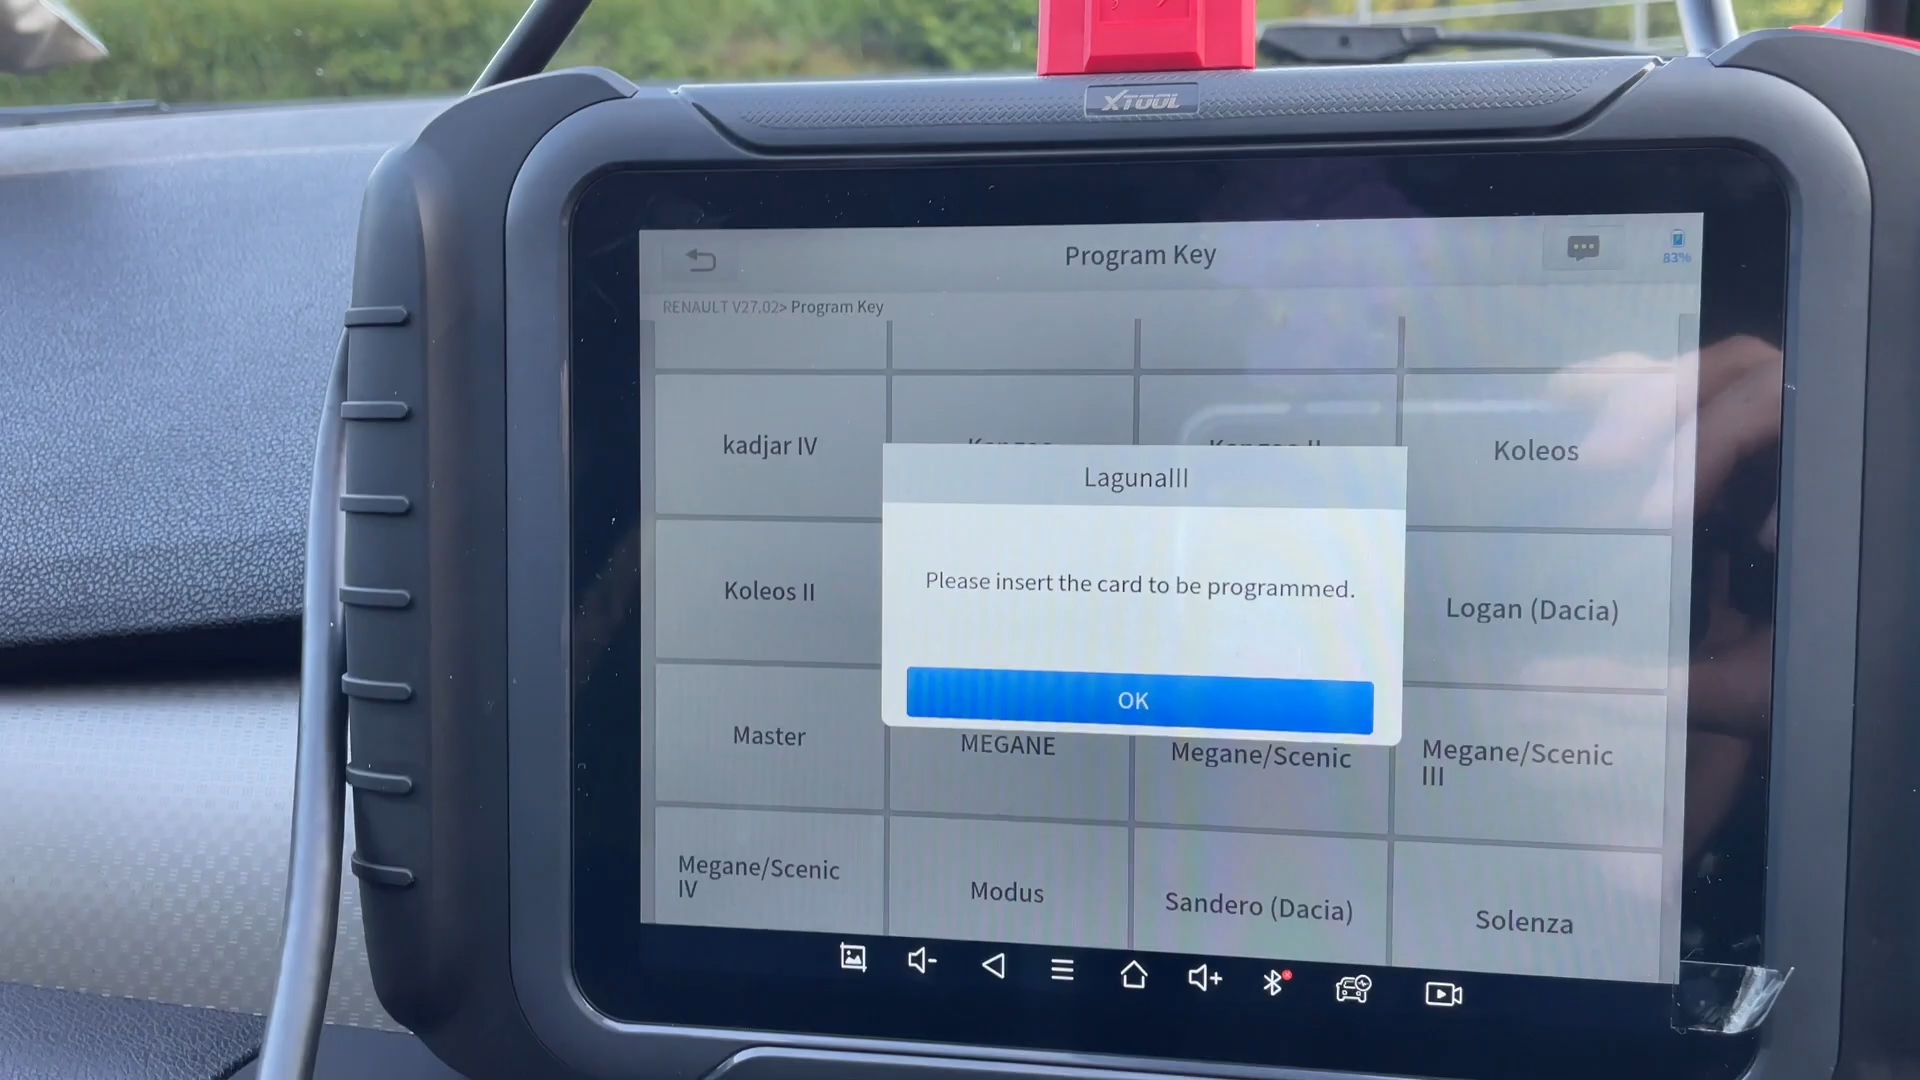 XTOOL
Program Key
83%
RENAULT V27.02> Program Key
kadjar IV
Koleos
LagunaIII
Please insert the card to be programmed.
OK
Koleos II
Logan (Dacia)
Master
MEGANE
Megane/Scenic
Megane/Scenic
III
Megane/Scenic
IV
Modus
Sandero (Dacia)
Solenza